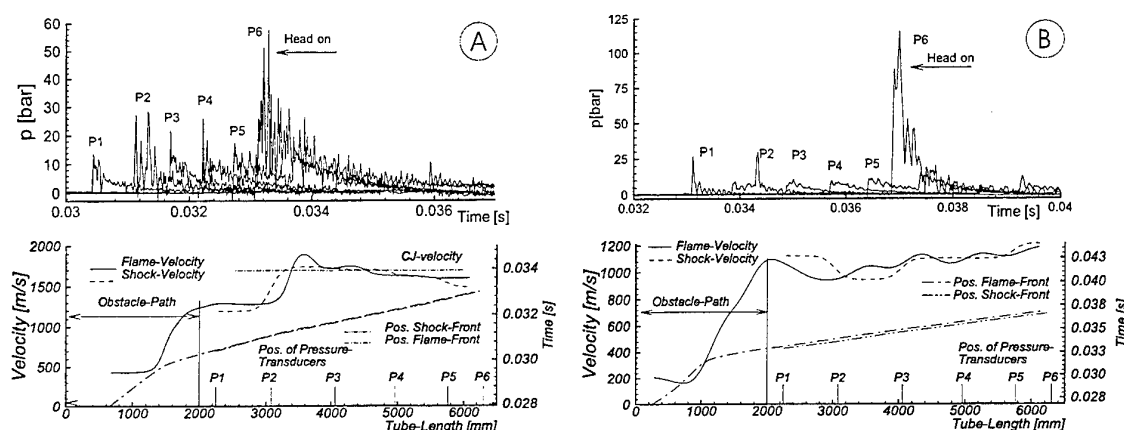 60
50
40
30
20
10
0
p [bar]
P1
P2
P3
P4
P5
P6
Head on
A
0.03
0.032
0.034
0.036
Time [s]
125
100
75
50
25
0
p[bar]
P1
P2
P3
P4
P5
P6
Head on
B
0.032
0.034
0.036
0.038
0.04
Time [s]
2000
1750
1500
1250
1000
750
500
250
0
Velocity [m/s]
Flame-Velocity
Shock-Velocity
CJ-velocity
Obstacle-Path
Pos. Shock-Front
Pos. Flame-Front
Pos. of Pressure-
Transducers
P1
P2
P3
P4
P5
P6
0.034
0.032
0.030
0.028
Time [s]
0
1000
2000
3000
4000
5000
6000
Tube-Length [mm]
1200
1000
800
600
400
200
0
Velocity [m/s]
Flame-Velocity
Shock-Velocity
Obstacle-Path
Pos. Flame-Front
Pos. Shock-Front
Pos. of Pressure-
Transducers
P1
P2
P3
P4
P5
P6
0.043
0.040
0.037
0.033
0.031
0.028
Time [s]
0
1000
2000
3000
4000
5000
6000
Tube-Length [mm]